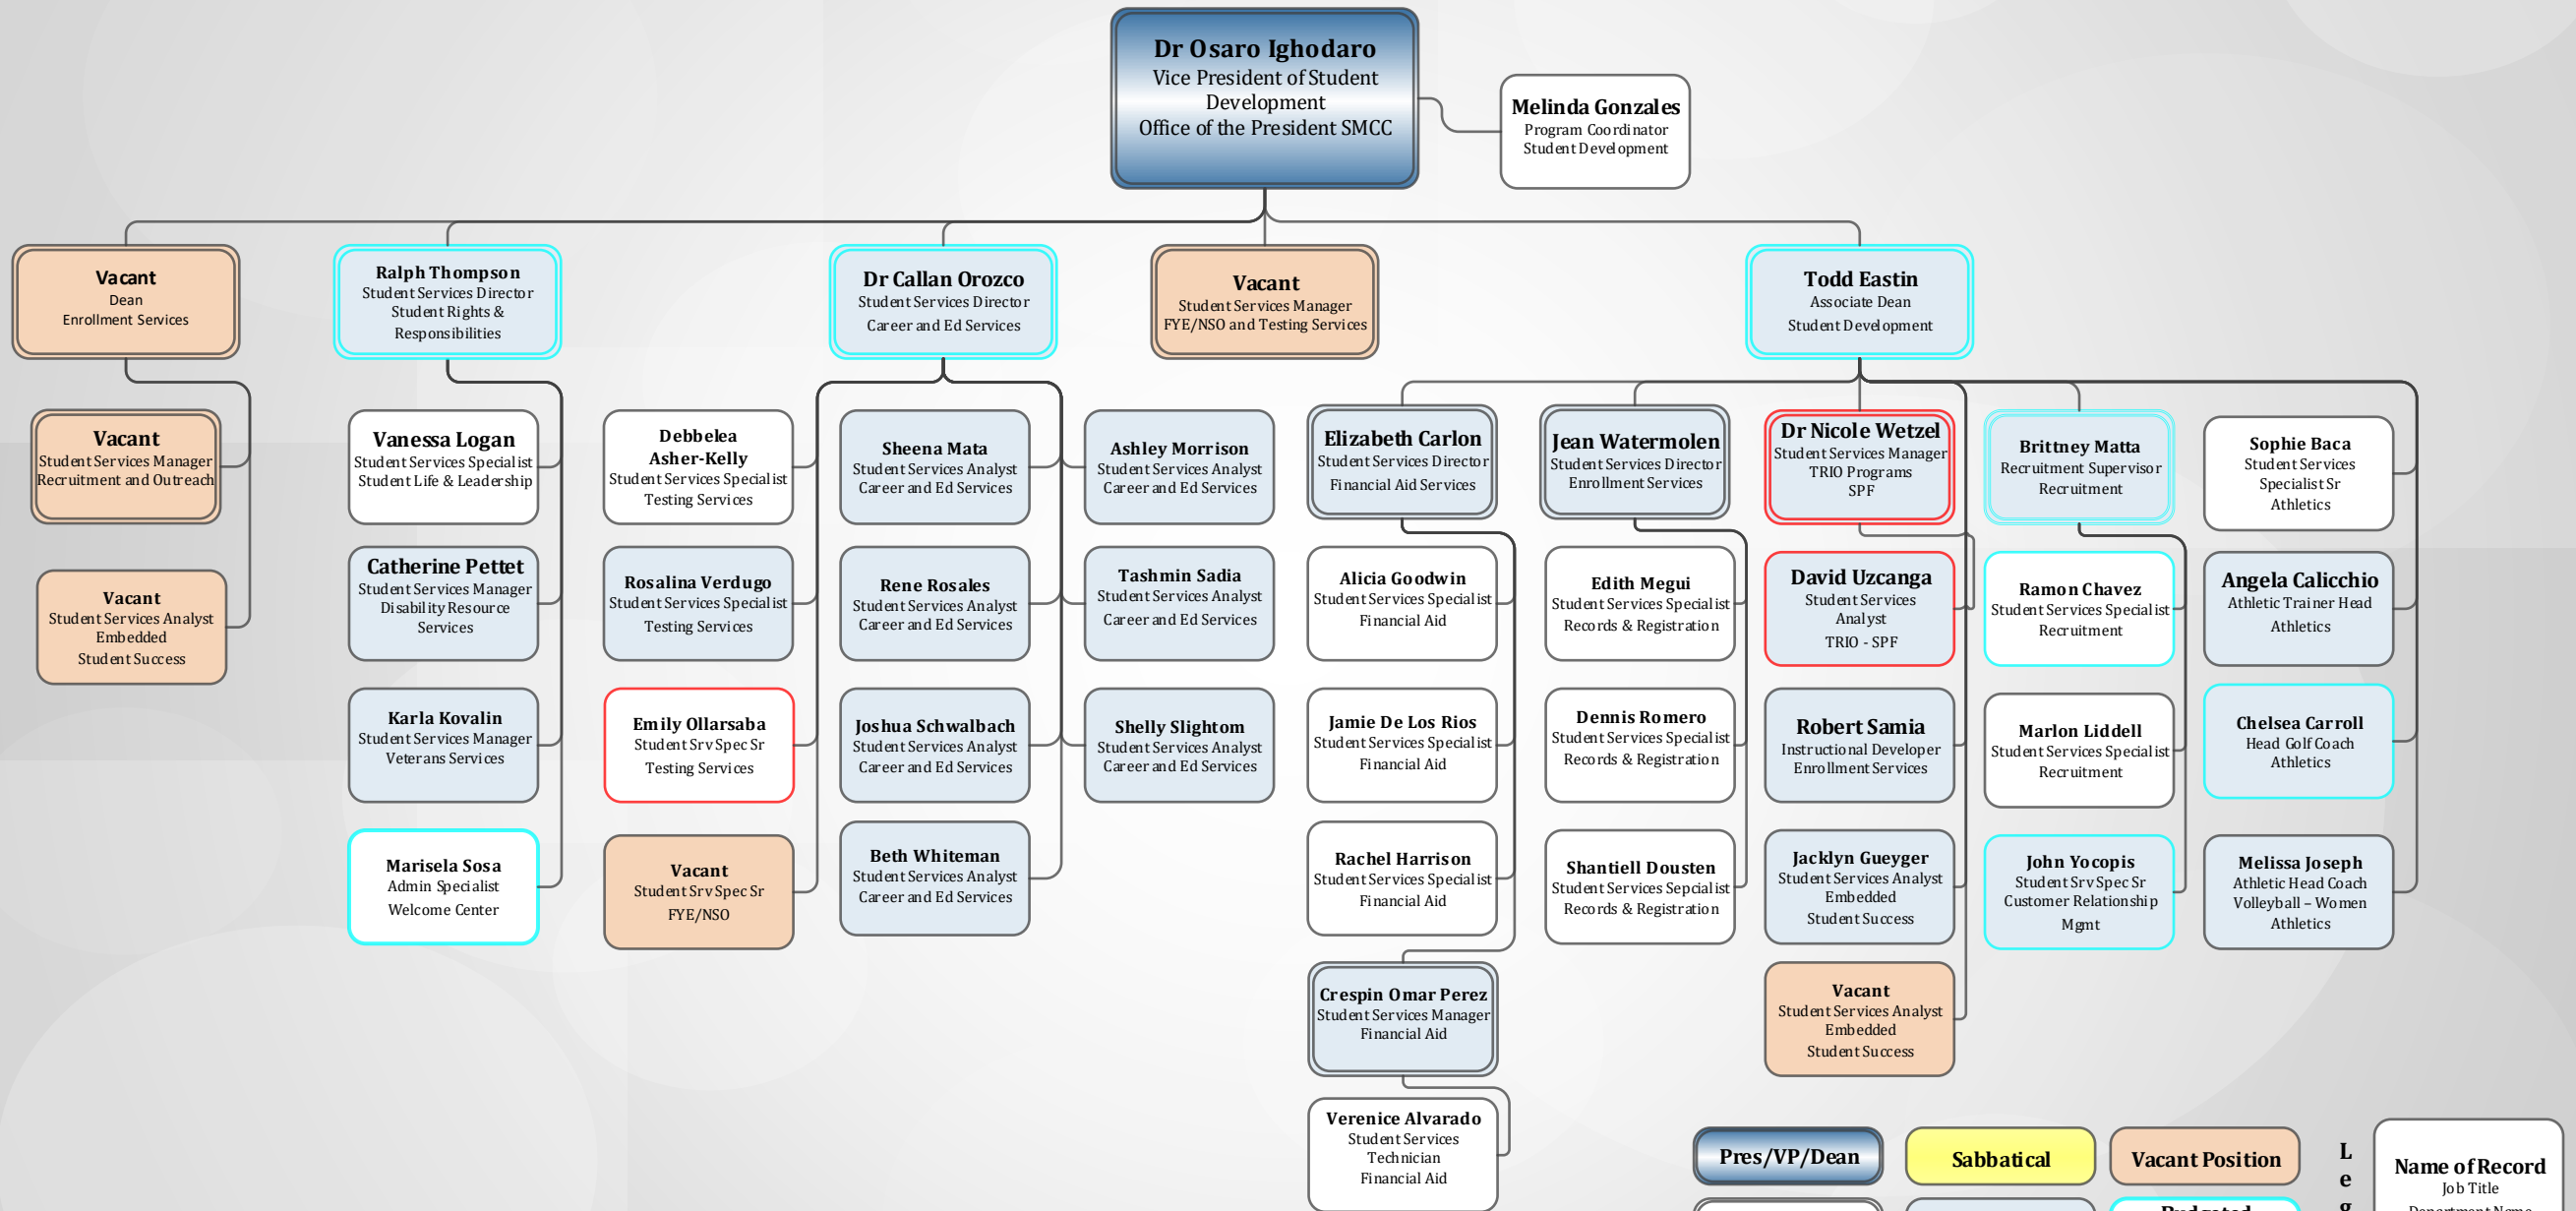 Dr Osaro Ighodaro
Vice President of Student
Development
Office of the President SMCC
Melinda Gonzales
Program Coordinator
Student Development
Vacant
Dean
Enrollment Services
Ralph Thompson
Student Services Director
Student Rights &
Responsibilities
Dr Callan Orozco
Student Services Director
Career and Ed Services
Vacant
Student Services Manager
FYE/NSO and Testing Services
Todd Eastin
Associate Dean
Student Development
Vacant
Student Services Manager
Recruitment and Outreach
Vacant
Student Services Analyst
Embedded
Student Success
Vanessa Logan
Student Services Specialist
Student Life & Leadership
Catherine Pettet
Student Services Manager
Disability Resource
Services
Karla Kovalin
Student Services Manager
Veterans Services
Marisela Sosa
Admin Specialist
Welcome Center
Debbelea
Asher-Kelly
Student Services Specialist
Testing Services
Rosalina Verdugo
Student Services Specialist
Testing Services
Emily Ollarsaba
Student Srv Spec Sr
Testing Services
Vacant
Student Srv Spec Sr
FYE/NSO
Sheena Mata
Student Services Analyst
Career and Ed Services
Rene Rosales
Student Services Analyst
Career and Ed Services
Joshua Schwalbach
Student Services Analyst
Career and Ed Services
Beth Whiteman
Student Services Analyst
Career and Ed Services
Ashley Morrison
Student Services Analyst
Career and Ed Services
Tashmin Sadia
Student Services Analyst
Career and Ed Services
Shelly Slightom
Student Services Analyst
Career and Ed Services
Elizabeth Carlon
Student Services Director
Financial Aid Services
Alicia Goodwin
Student Services Specialist
Financial Aid
Jamie De Los Rios
Student Services Specialist
Financial Aid
Rachel Harrison
Student Services Specialist
Financial Aid
Crespin Omar Perez
Student Services Manager
Financial Aid
Verenice Alvarado
Student Services
Technician
Financial Aid
Jean Watermolen
Student Services Director
Enrollment Services
Edith Megui
Student Services Specialist
Records & Registration
Dennis Romero
Student Services Specialist
Records & Registration
Shantiell Dousten
Student Services Sepcialist
Records & Registration
Dr Nicole Wetzel
Student Services Manager
TRIO Programs
SPF
David Uzcanga
Student Services
Analyst
TRIO - SPF
Robert Samia
Instructional Developer
Enrollment Services
Jacklyn Gueyger
Student Services Analyst
Embedded
Student Success
Vacant
Student Services Analyst
Embedded
Student Success
Brittney Matta
Recruitment Supervisor
Recruitment
Ramon Chavez
Student Services Specialist
Recruitment
Marlon Liddell
Student Services Specialist
Recruitment
John Yocopis
Student Srv Spec Sr
Customer Relationship
Mgmt
Sophie Baca
Student Services
Specialist Sr
Athletics
Angela Calicchio
Athletic Trainer Head
Athletics
Chelsea Carroll
Head Golf Coach
Athletics
Melissa Joseph
Athletic Head Coach
Volleyball – Women
Athletics
Pres/VP/Dean
Sabbatical
Vacant Position
L
e
g
Name of Record
Job Title
Department Name
Budgeted